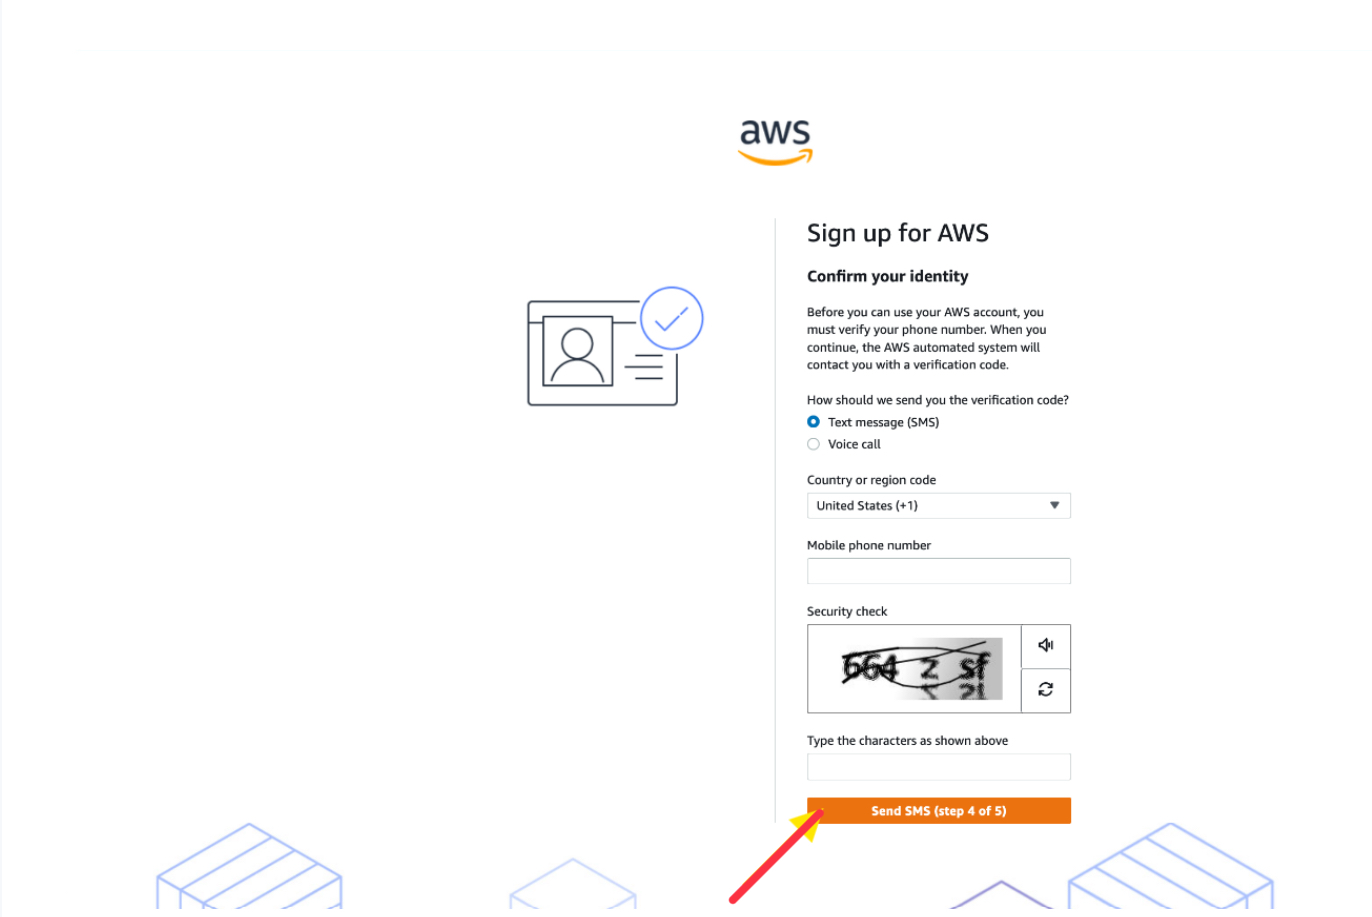 aws
Sign up for AWS
Confirm your identity
Before you can use your AWS account, you
must verify your phone number. When you
continue, the AWS automated system will
contact you with a verification code.
How should we send you the verification code?
Text message (SMS)
Voice call
Country or region code
United States (+1)
Mobile phone number
Security check
Type the characters as shown above
Send SMS (step 4 of 5)